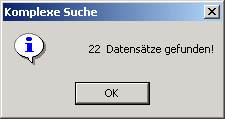 Komplexe Suche
22 Datensätze gefunden!
OK